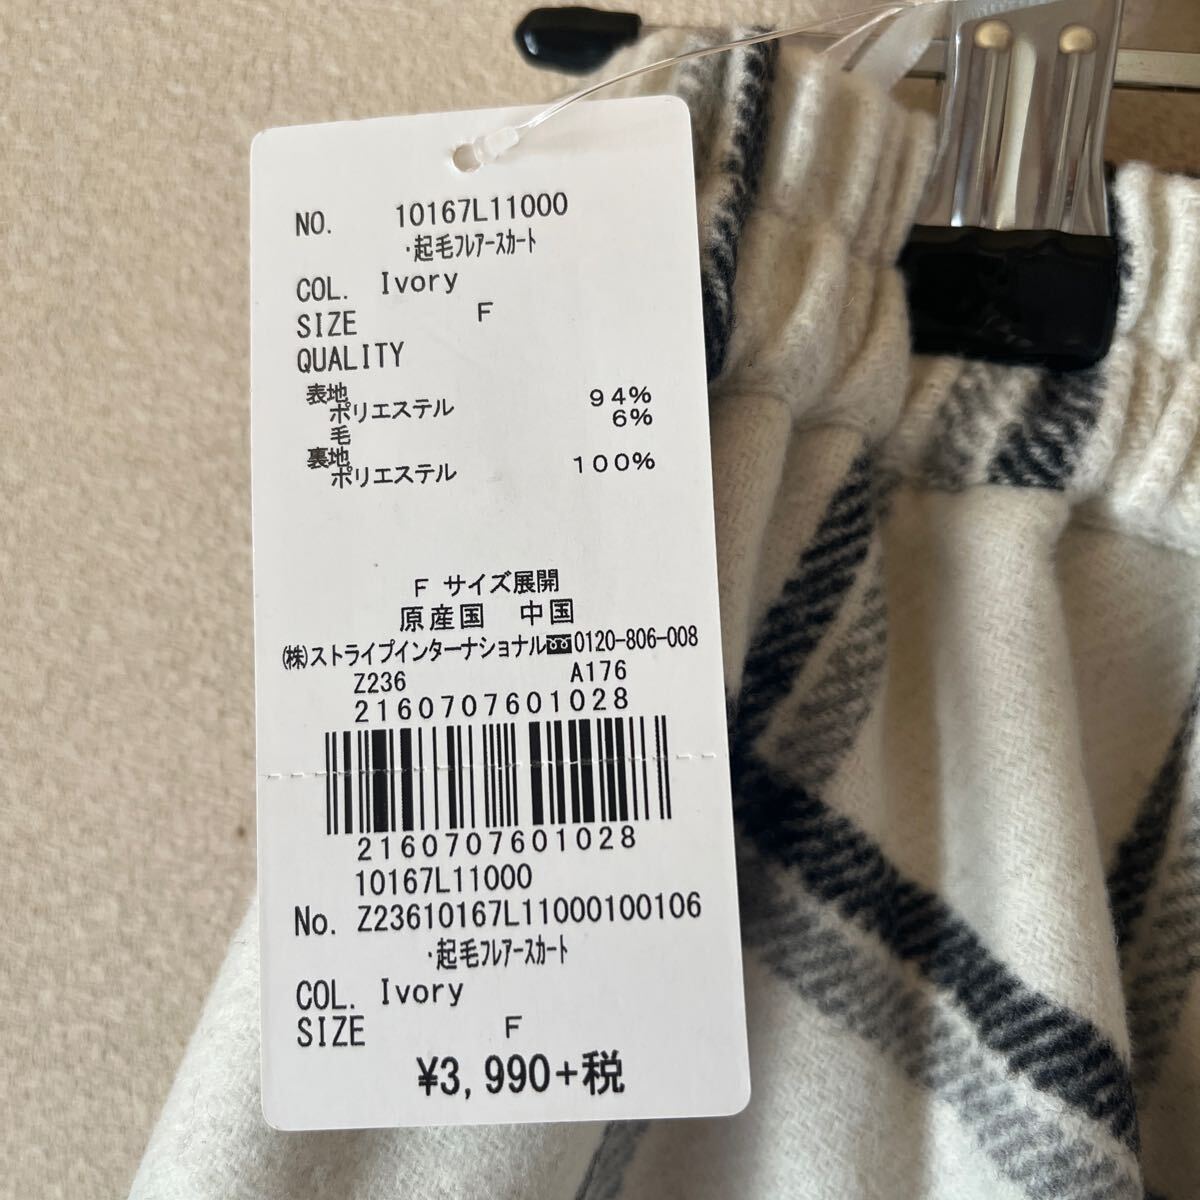 NO. 10167L11000
・起毛フレアースカート
COL. Ivory
SIZE F
QUALITY
表地
ポリエステル 94%
毛 6%
裏地
ポリエステル 100%
F サイズ展開
原産国 中国
(株)ストライプインターナショナル 0120-806-008
Z236 A176
2160707601028
2160707601028
10167L11000
No. Z23610167L11000100106
・起毛フレアースカート
COL. Ivory
SIZE F
¥3,990+税